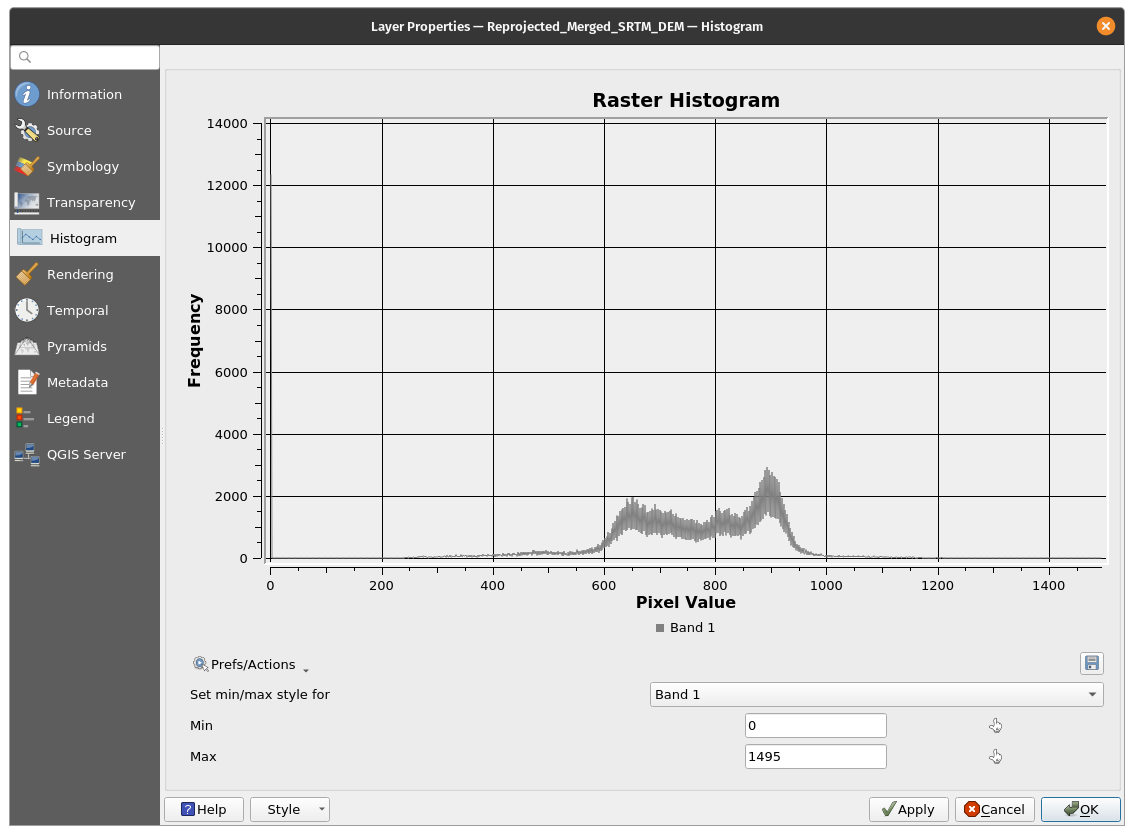 Layer Properties — Reprojected_Merged_SRTM_DEM — Histogram
Information
Source
Symbology
Transparency
Histogram
Rendering
Temporal
Pyramids
Metadata
Legend
QGIS Server
Raster Histogram
Frequency
14000
12000
10000
8000
6000
4000
2000
0
0 200 400 600 800 1000 1200 1400
Pixel Value
Band 1
Prefs/Actions
Set min/max style for Band 1
Min 0
Max 1495
Help Style Apply Cancel OK